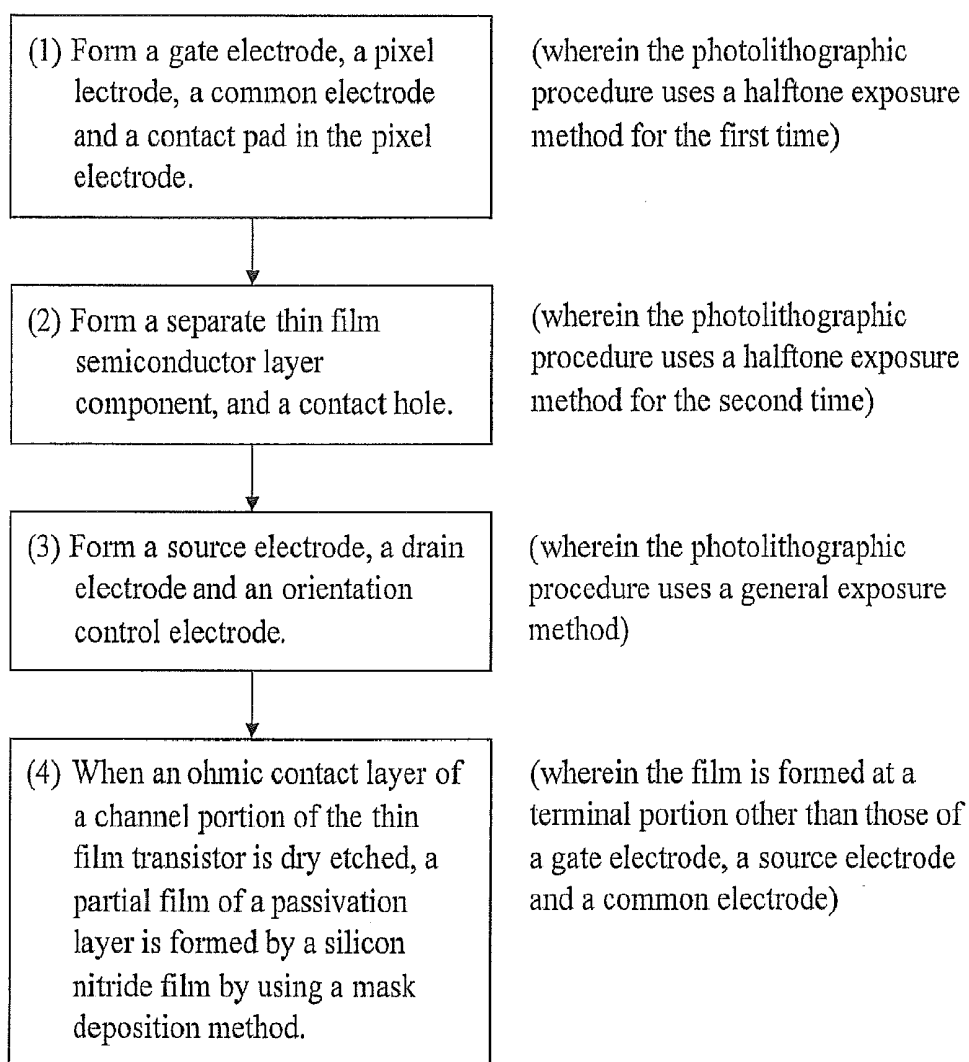 (1) Form a gate electrode, a pixel
lectrode, a common electrode
and a contact pad in the pixel
electrode.
(wherein the photolithographic
procedure uses a halftone exposure
method for the first time)
(2) Form a separate thin film
semiconductor layer
component, and a contact hole.
(wherein the photolithographic
procedure uses a halftone exposure
method for the second time)
(3) Form a source electrode, a drain
electrode and an orientation
control electrode.
(wherein the photolithographic
procedure uses a general exposure
method)
(4) When an ohmic contact layer of
a channel portion of the thin
film transistor is dry etched, a
partial film of a passivation
layer is formed by a silicon
nitride film by using a mask
deposition method.
(wherein the film is formed at a
terminal portion other than those of
a gate electrode, a source electrode
and a common electrode)